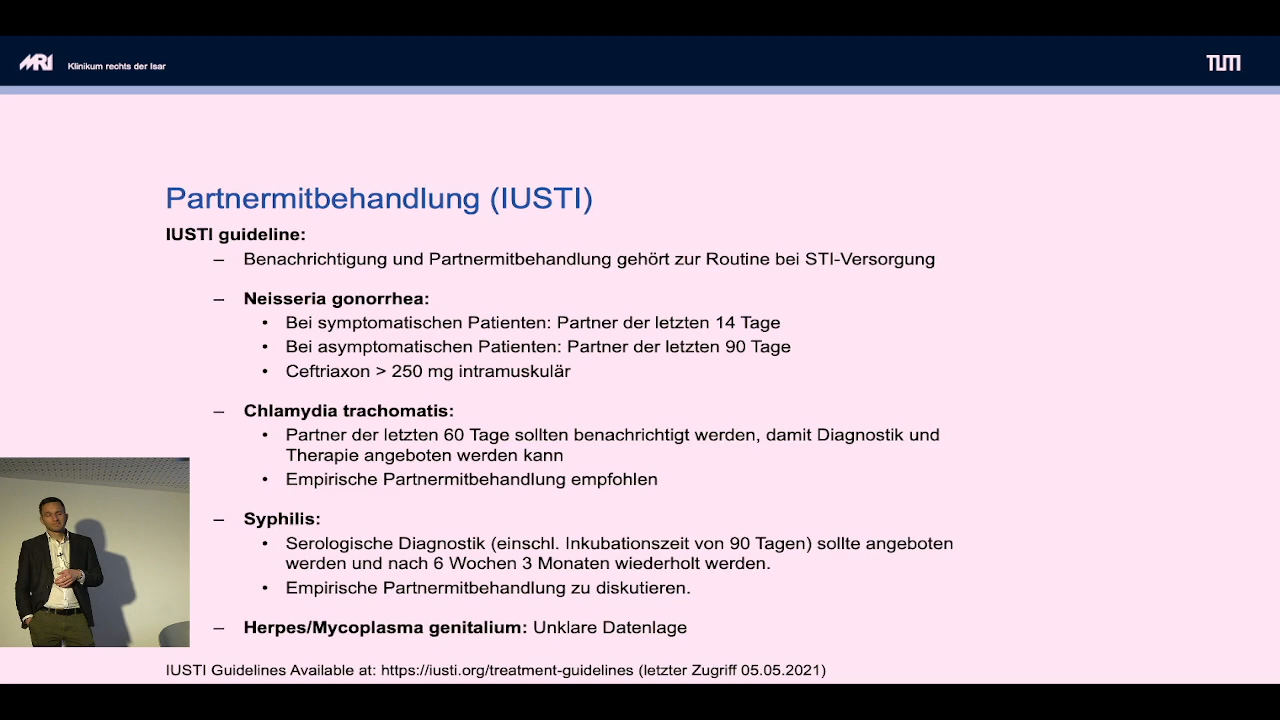 MRI Klinikum rechts der Isar TUM
Partnermitbehandlung (IUSTI)
IUSTI guideline:
– Benachrichtigung und Partnermitbehandlung gehört zur Routine bei STI-Versorgung
– Neisseria gonorrhea:
• Bei symptomatischen Patienten: Partner der letzten 14 Tage
• Bei asymptomatischen Patienten: Partner der letzten 90 Tage
• Ceftriaxon > 250 mg intramuskulär
– Chlamydia trachomatis:
• Partner der letzten 60 Tage sollten benachrichtigt werden, damit Diagnostik und
Therapie angeboten werden kann
• Empirische Partnermitbehandlung empfohlen
– Syphilis:
• Serologische Diagnostik (einschl. Inkubationszeit von 90 Tagen) sollte angeboten
werden und nach 6 Wochen 3 Monaten wiederholt werden.
• Empirische Partnermitbehandlung zu diskutieren.
– Herpes/Mycoplasma genitalium: Unklare Datenlage
IUSTI Guidelines Available at: https://iusti.org/treatment-guidelines (letzter Zugriff 05.05.2021)